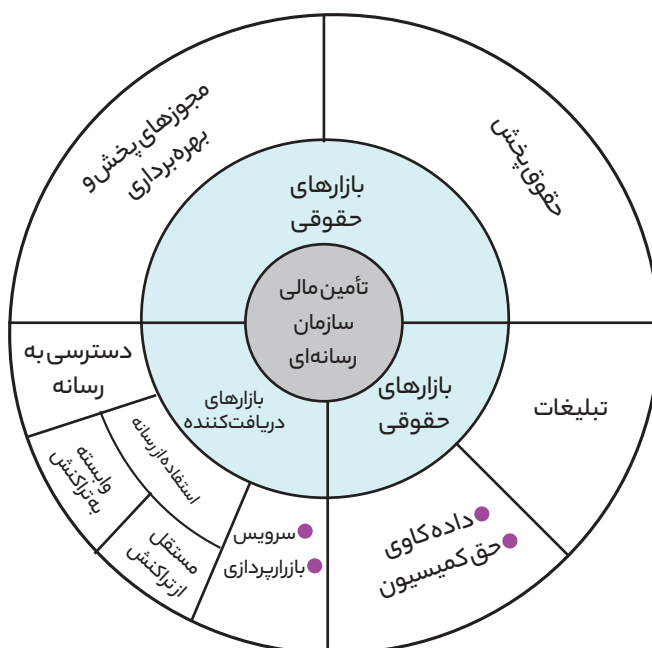 مجوزهای پخش و
بهره‌برداری
حقوق پخش
بازارهای
حقوقی
تأمین مالی
سازمان
رسانه‌ای
دسترسی به
رسانه
بازارهای
دریافت‌کننده
بازارهای
حقوقی
تبلیغات
استفاده از رسانه
وابسته
به تراکنش
مستقل
از تراکنش
سرویس
بازرارپردازی
داده‌کاوی
حق کمیسیون